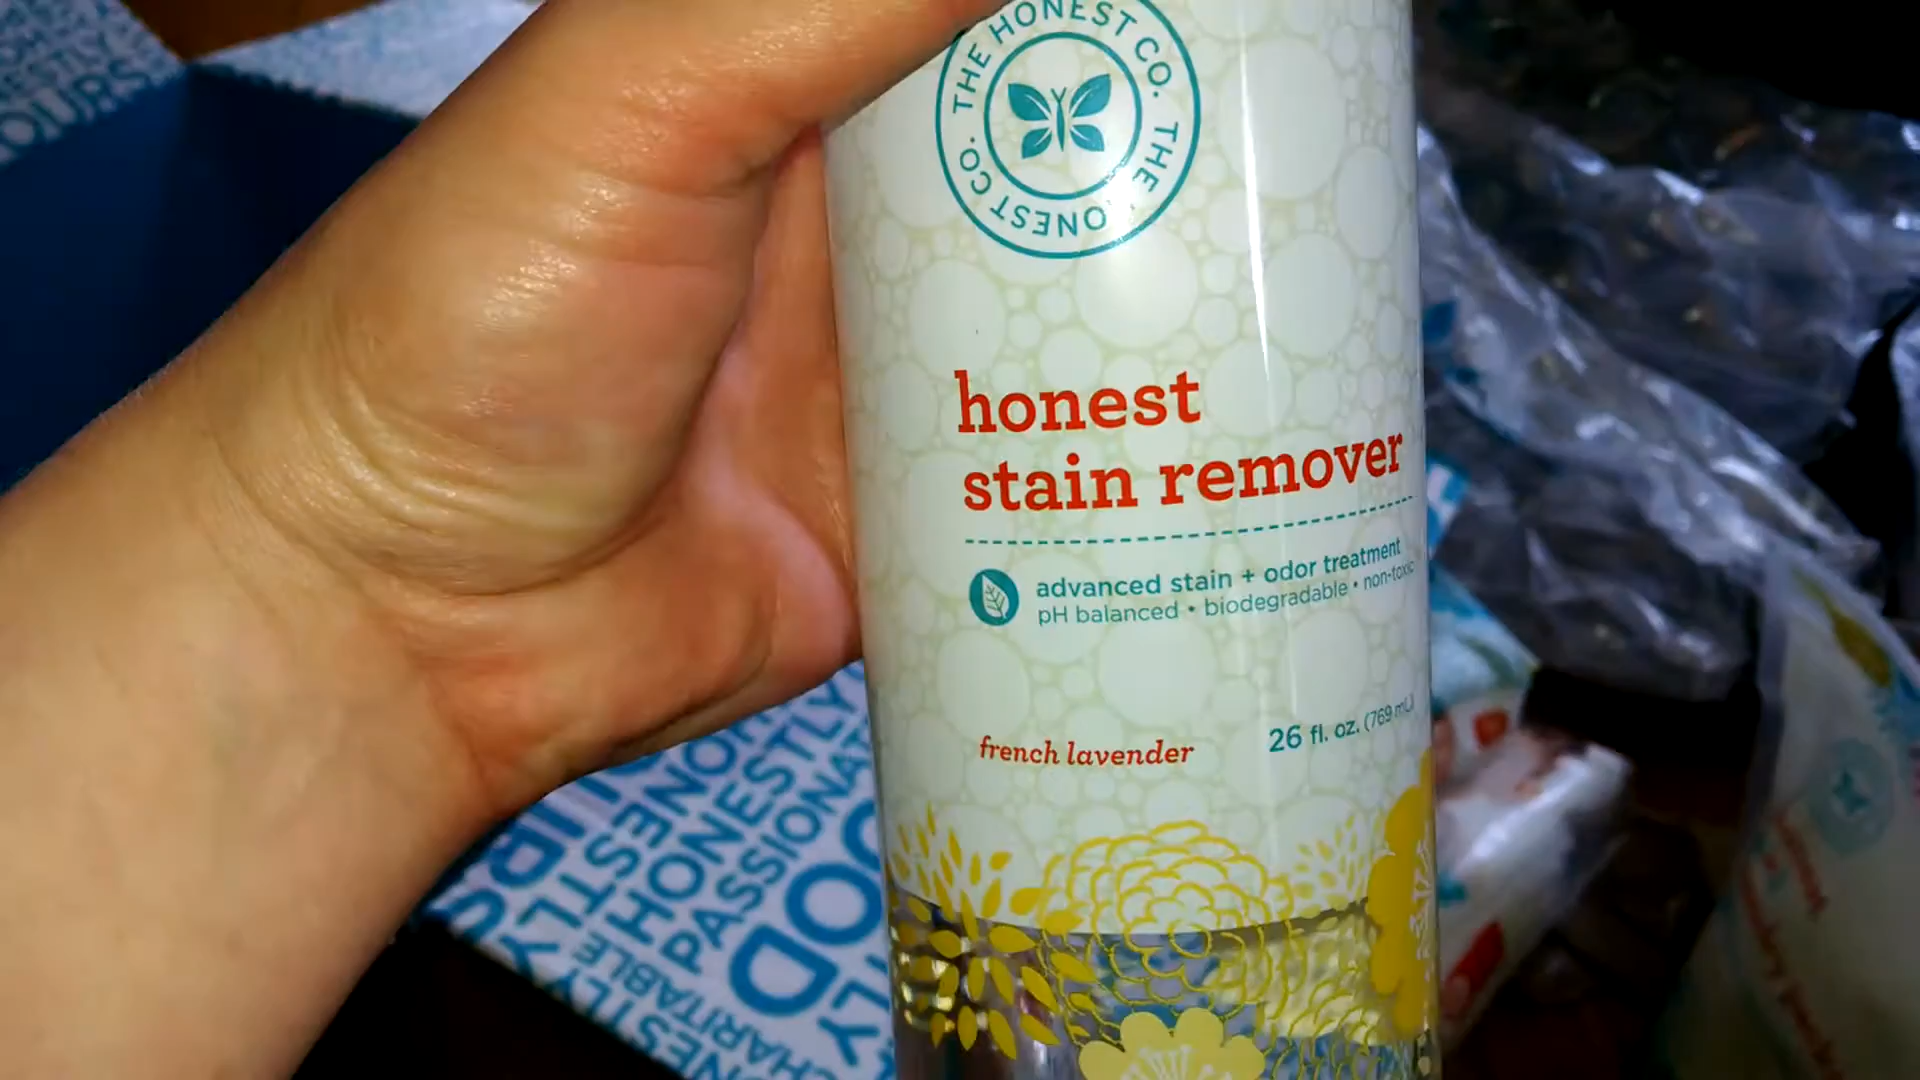 THE HONEST CO. THE HONEST CO.
honest
stain remover
advanced stain + odor treatment
pH balanced • biodegradable • non-toxic
french lavender
26 fl. oz. (769 mL)
HONESTLY
PASSIONATE
CHARITABLE